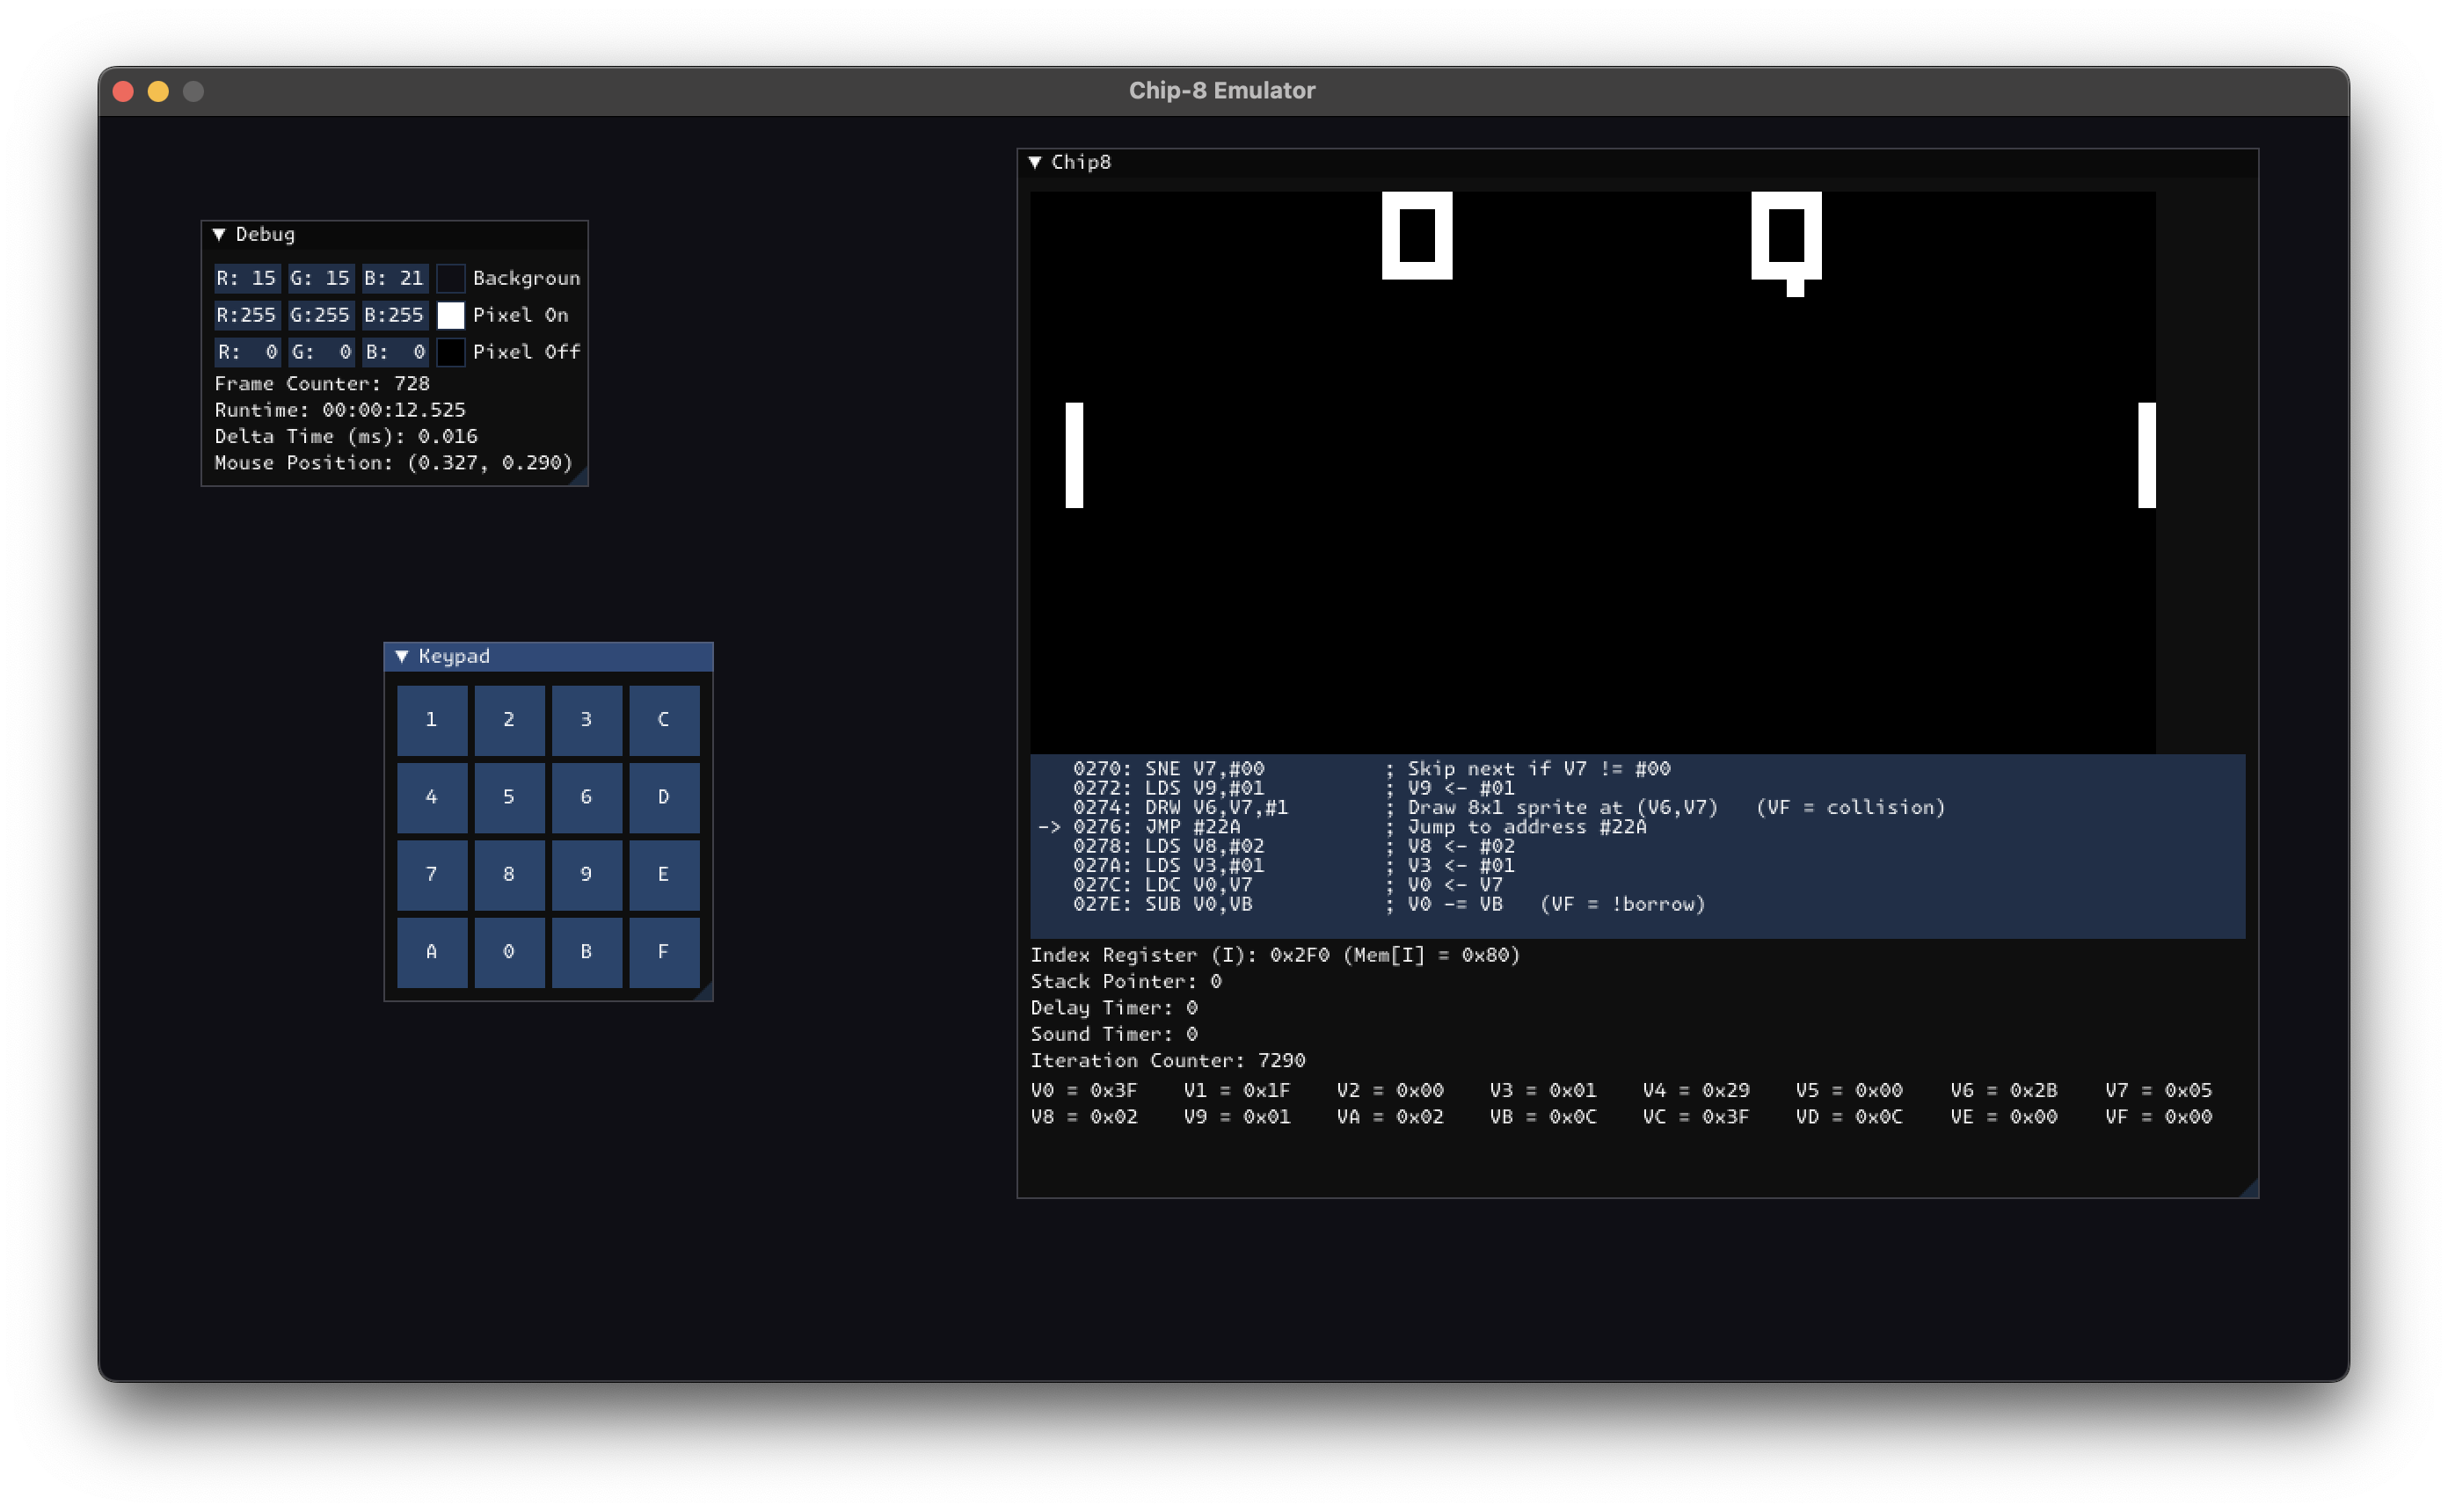 Chip-8 Emulator
▼ Debug
R: 15 G: 15 B: 21 Backgroun
R:255 G:255 B:255 Pixel On
R: 0 G: 0 B: 0 Pixel Off
Frame Counter: 728
Runtime: 00:00:12.525
Delta Time (ms): 0.016
Mouse Position: (0.327, 0.290)
▼ Keypad
1 2 3 C
4 5 6 D
7 8 9 E
A 0 B F
▼ Chip8
0 0
0270: SNE V7,#00 ; Skip next if V7 != #00
0272: LDS V9,#01 ; V9 <- #01
0274: DRW V6,V7,#1 ; Draw 8x1 sprite at (V6,V7) (VF = collision)
-> 0276: JMP #22A ; Jump to address #22A
0278: LDS V8,#02 ; V8 <- #02
027A: LDS V3,#01 ; V3 <- #01
027C: LDC V0,V7 ; V0 <- V7
027E: SUB V0,VB ; V0 -= VB (VF = !borrow)
Index Register (I): 0x2F0 (Mem[I] = 0x80)
Stack Pointer: 0
Delay Timer: 0
Sound Timer: 0
Iteration Counter: 7290
V0 = 0x3F V1 = 0x1F V2 = 0x00 V3 = 0x01 V4 = 0x29 V5 = 0x00 V6 = 0x2B V7 = 0x05
V8 = 0x02 V9 = 0x01 VA = 0x02 VB = 0x0C VC = 0x3F VD = 0x0C VE = 0x00 VF = 0x00